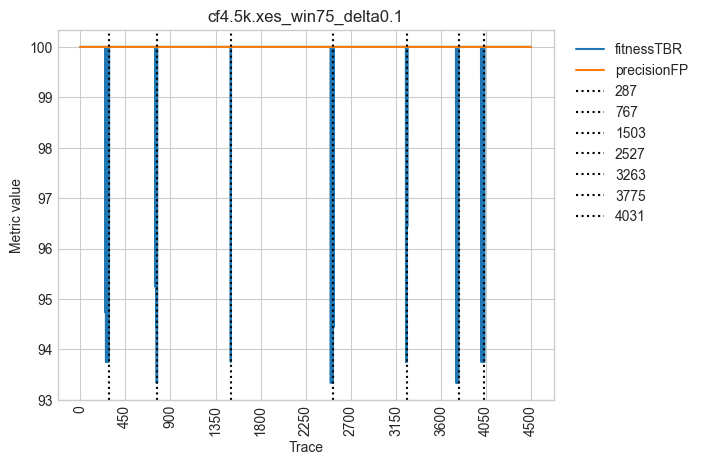 cf4.5k.xes_win75_delta0.1
Metric value
100
99
98
97
96
95
94
93
0 450 900 1350 1800 2250 2700 3150 3600 4050 4500
Trace
fitnessTBR
precisionFP
287
767
1503
2527
3263
3775
4031